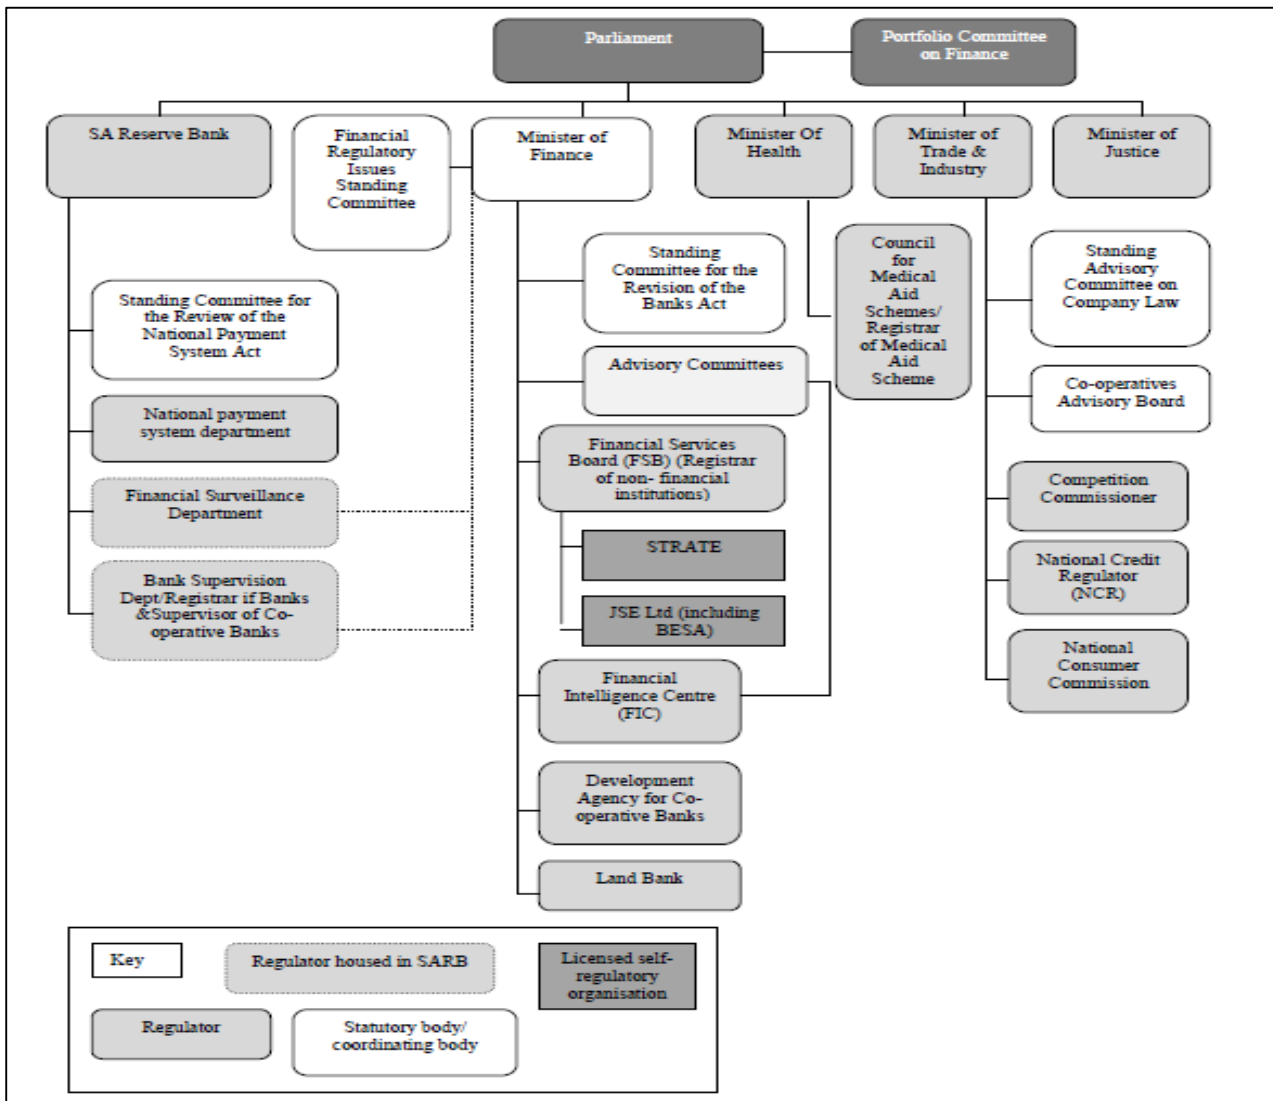 Parliament
Portfolio Committee
on Finance
SA Reserve Bank
Financial
Regulatory
Issues
Standing
Committee
Minister of
Finance
Minister Of
Health
Minister of
Trade &
Industry
Minister of
Justice
Standing Committee for
the Review of the
National Payment
System Act
National payment
system department
Financial Surveillance
Department
Bank Supervision
Dept/Registrar if Banks
&Supervisor of Co-
operative Banks
Standing
Committee for the
Revision of the
Banks Act
Advisory Committees
Financial Services
Board (FSB) (Registrar
of non- financial
institutions)
STRATE
JSE Ltd (including
BESA)
Financial
Intelligence Centre
(FIC)
Development
Agency for Co-
operative Banks
Land Bank
Council
for
Medical
Aid
Schemes/
Registrar
of Medical
Aid
Scheme
Standing
Advisory
Committee on
Company Law
Co-operatives
Advisory Board
Competition
Commissioner
National Credit
Regulator
(NCR)
National
Consumer
Commission
Key
Regulator housed in SARB
Licensed self-
regulatory
organisation
Regulator
Statutory body/
coordinating body